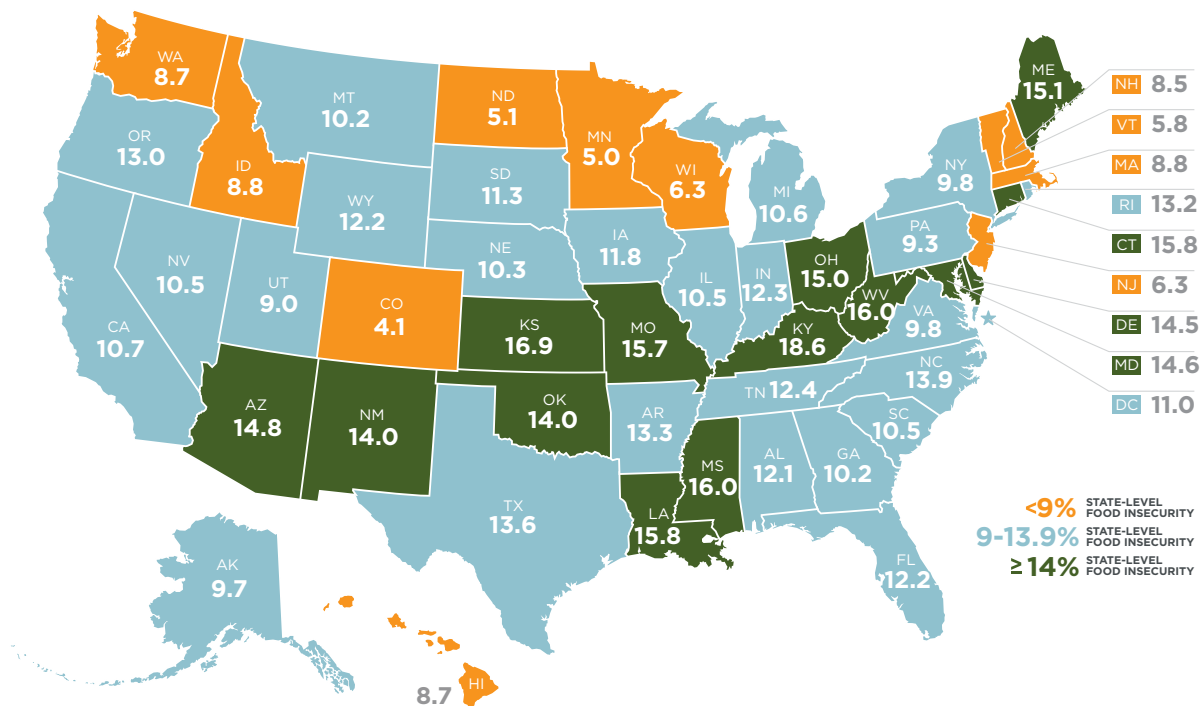 WA
8.7
MT
10.2
ND
5.1
MN
5.0
ME
15.1
NH 8.5
VT 5.8
MA 8.8
RI 13.2
CT 15.8
NJ 6.3
DE 14.5
MD 14.6
DC 11.0
OR
13.0
ID
8.8
WY
12.2
SD
11.3
WI
6.3
MI
10.6
NY
9.8
PA
9.3
NV
10.5
UT
9.0
CO
4.1
NE
10.3
IA
11.8
IL
10.5
IN
12.3
OH
15.0
WV
16.0
VA
9.8
CA
10.7
KS
16.9
MO
15.7
KY
18.6
NC
13.9
TN 12.4
SC
10.5
AZ
14.8
NM
14.0
OK
14.0
AR
13.3
MS
16.0
AL
12.1
GA
10.2
TX
13.6
LA
15.8
FL
12.2
AK
9.7
HI
8.7
<9% STATE-LEVEL
FOOD INSECURITY
9-13.9% STATE-LEVEL
FOOD INSECURITY
≥ 14% STATE-LEVEL
FOOD INSECURITY